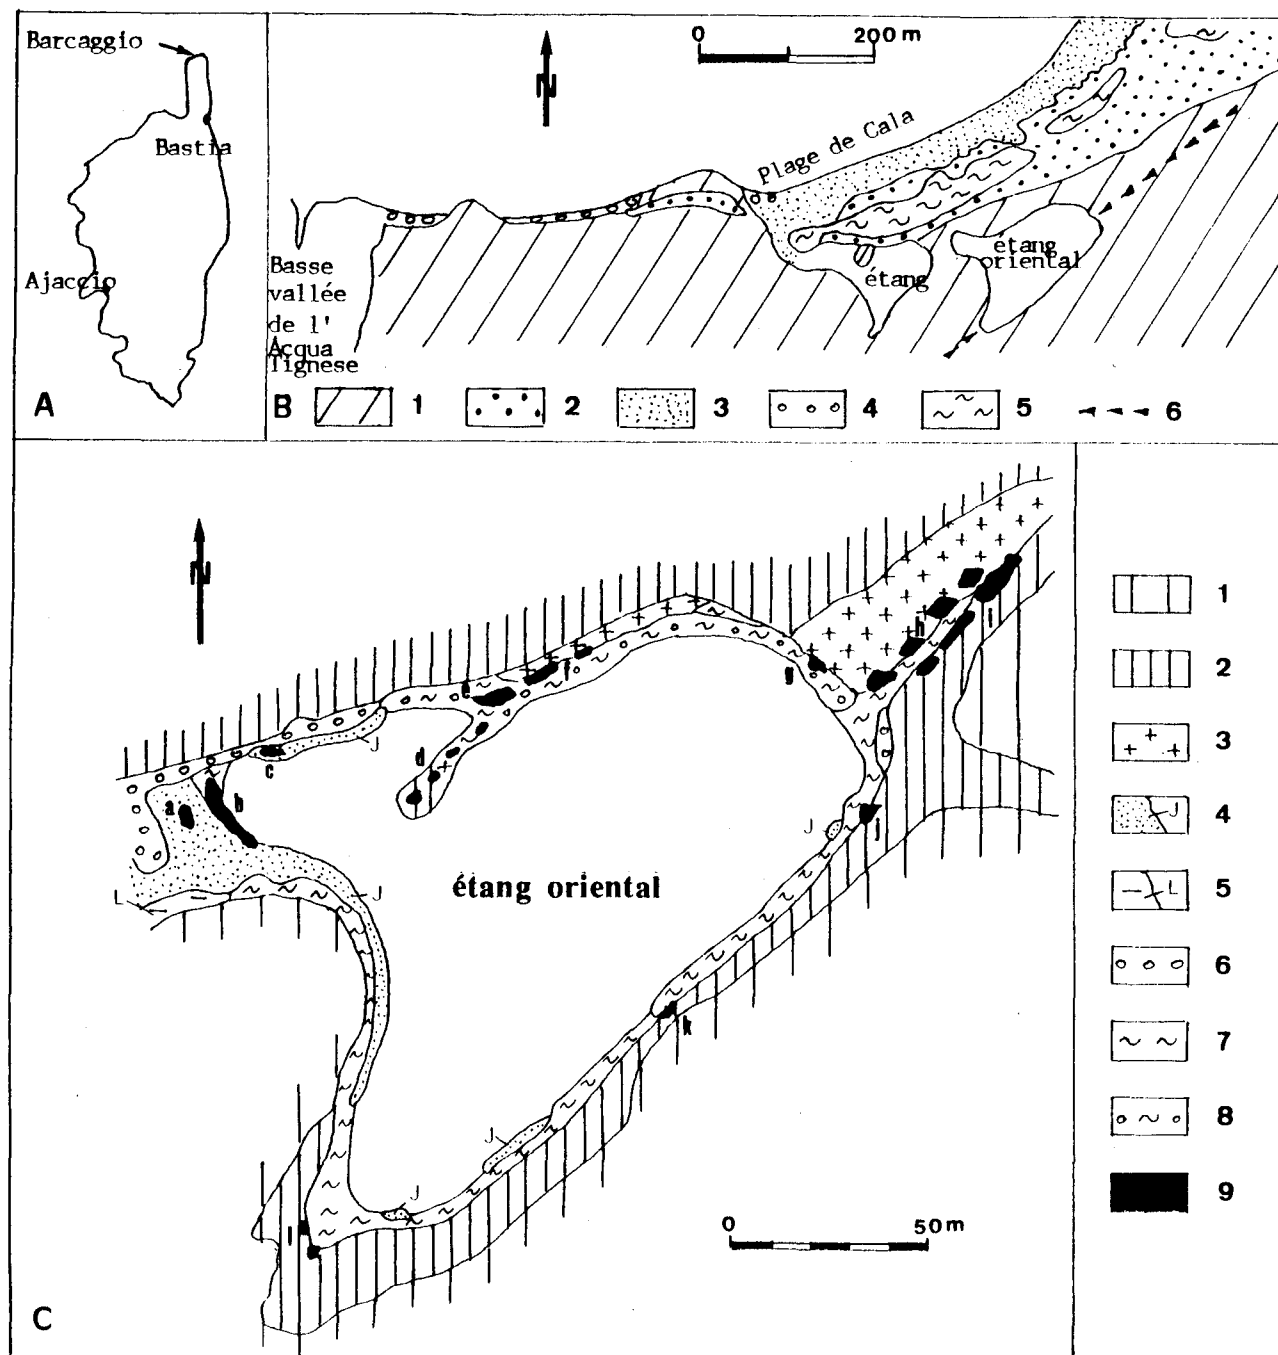 Barcaggio
Bastia
Ajaccio
A
N
0 200 m
Plage de Cala
étang
oriental
étang
Basse
vallée
de l'
Acqua
Tignese
B 1 2 3 4 5 6
N
a
b
c
J
d
e
f
g
h
i
J
j
étang oriental
L
J
k
J
J
l
0 50 m
C
1
2
3
4 J
5 L
6
7
8
9